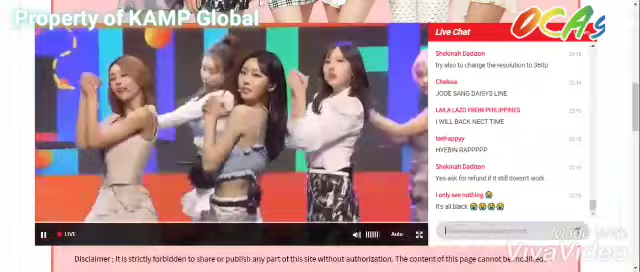 Property of KAMP Global
OCAs
Live Chat
Shekinah Dadizon
try also to change the resolution to 360p
Chelsea
JODE SANG DAISYS LINE
LAILA LAZO FROM PHILIPPINES
I WILL BACK NECT TIME
taehappyy
HYEBIN RAPPPPP
Shekinah Dadizon
Yes ask for refund if it still doesnt work
I only see nothing 😭
It's all black 😭😭😭😭
LIVE
Auto
Made With
VivaVideo
Disclaimer : It is strictly forbidden to share or publish any part of this site without authorization. The content of this page cannot be modified.